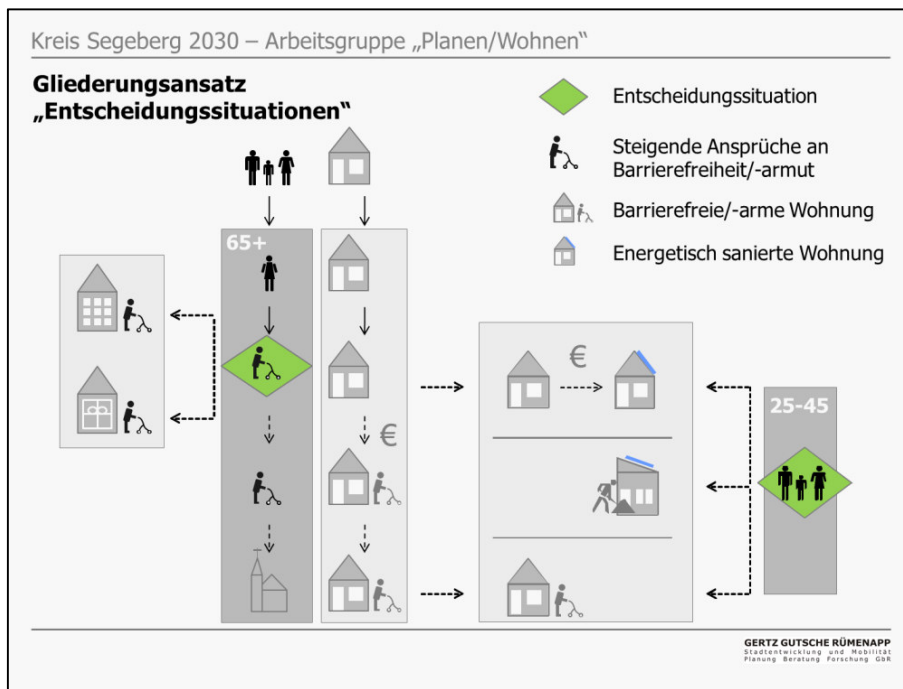 Kreis Segeberg 2030 – Arbeitsgruppe „Planen/Wohnen“
Gliederungsansatz
„Entscheidungssituationen“
Entscheidungssituation
Steigende Ansprüche an
Barrierefreiheit/-armut
Barrierefreie/-arme Wohnung
Energetisch sanierte Wohnung
65+
€
€
25-45
GERTZ GUTSCHE RÜMENAPP
Stadtentwicklung und Mobilität
Planung Beratung Forschung GbR